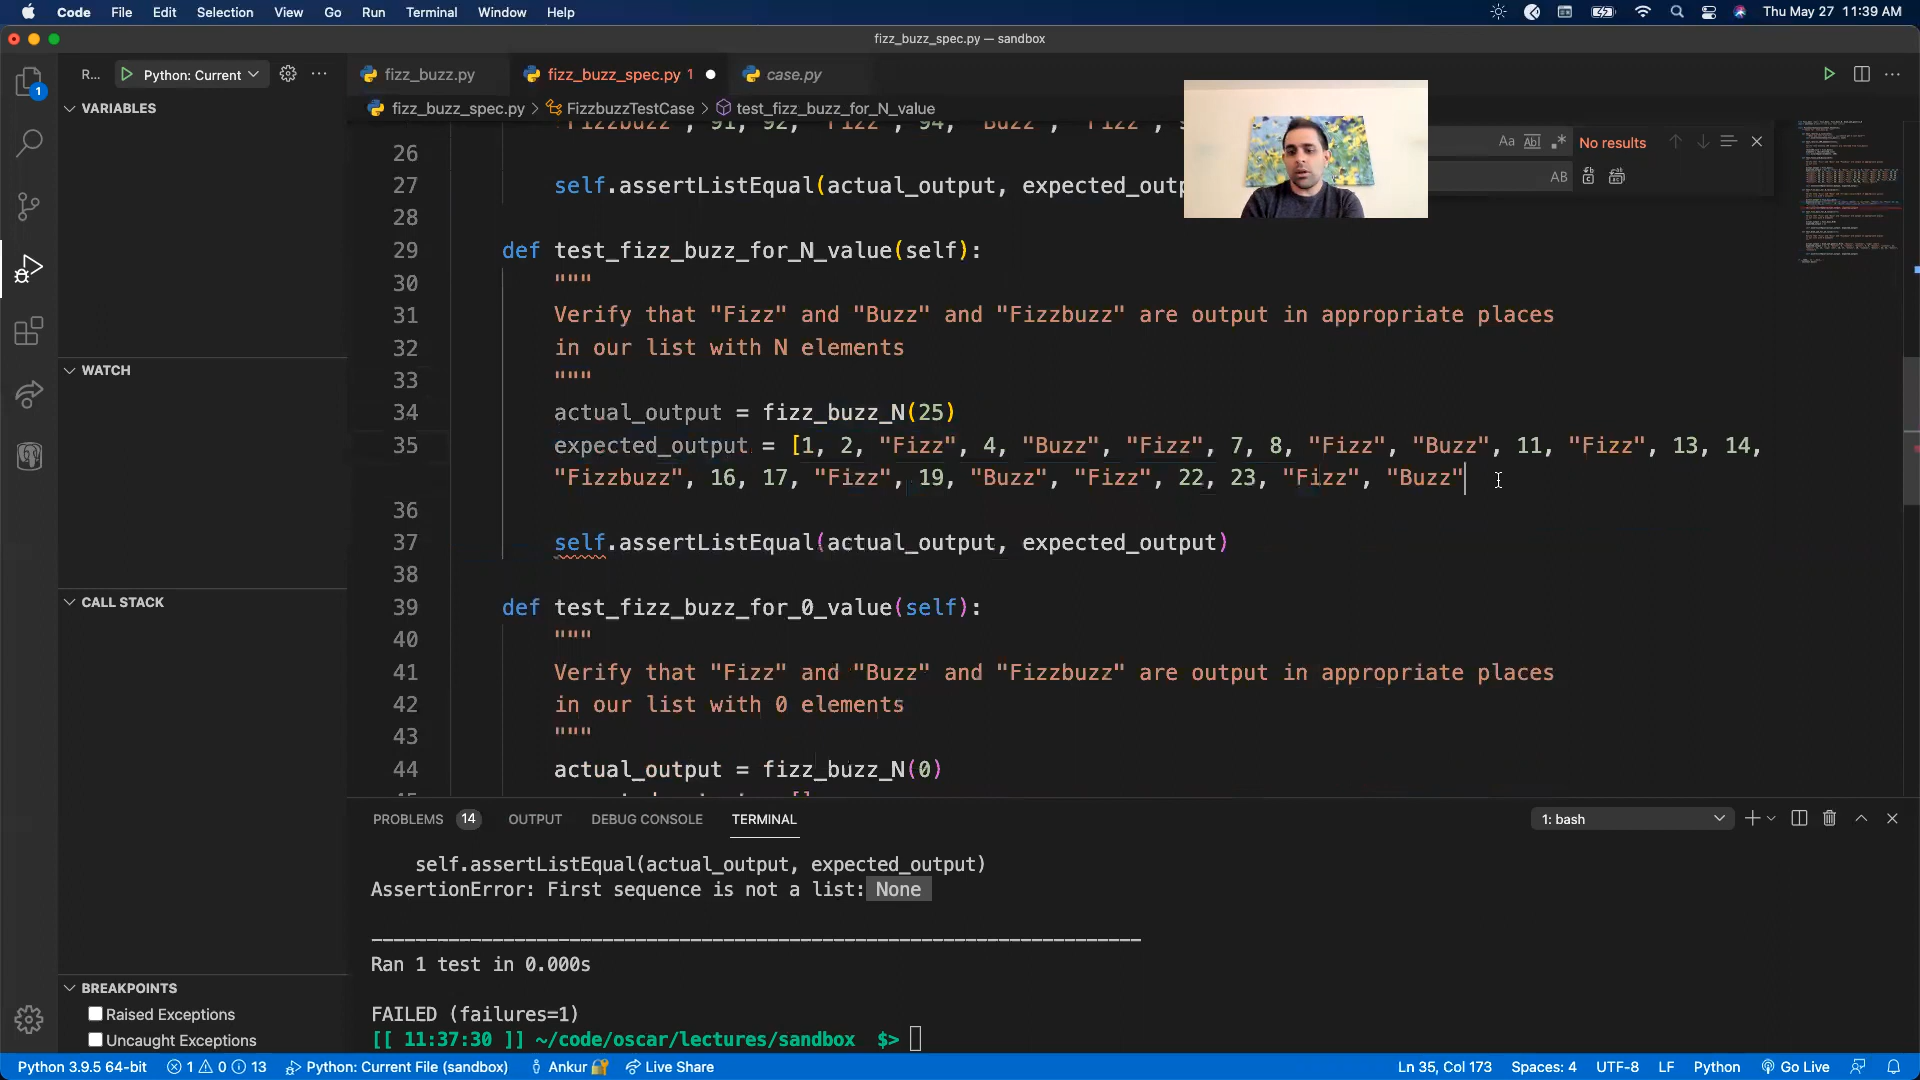 Code File Edit Selection View Go Run Terminal Window Help Thu May 27 11:39 AM
fizz_buzz_spec.py — sandbox
R... Python: Current
fizz_buzz.py fizz_buzz_spec.py 1 case.py
1
fizz_buzz_spec.py > FizzbuzzTestCase > test_fizz_buzz_for_N_value
VARIABLES
WATCH
CALL STACK
BREAKPOINTS
Raised Exceptions
Uncaught Exceptions
Aa Abl .* No results
AB
"Fizzbuzz", 91, 92, "Fizz", 94, "Buzz", "Fizz",
26
27 self.assertListEqual(actual_output, expected_outp
28
29 def test_fizz_buzz_for_N_value(self):
30 """
31 Verify that "Fizz" and "Buzz" and "Fizzbuzz" are output in appropriate places
32 in our list with N elements
33 """
34 actual_output = fizz_buzz_N(25)
35 expected_output = [1, 2, "Fizz", 4, "Buzz", "Fizz", 7, 8, "Fizz", "Buzz", 11, "Fizz", 13, 14,
"Fizzbuzz", 16, 17, "Fizz", 19, "Buzz", "Fizz", 22, 23, "Fizz", "Buzz"
36
37 self.assertListEqual(actual_output, expected_output)
38
39 def test_fizz_buzz_for_0_value(self):
40 """
41 Verify that "Fizz" and "Buzz" and "Fizzbuzz" are output in appropriate places
42 in our list with 0 elements
43 """
44 actual_output = fizz_buzz_N(0)
PROBLEMS 14 OUTPUT DEBUG CONSOLE TERMINAL 1: bash
self.assertListEqual(actual_output, expected_output)
AssertionError: First sequence is not a list: None
----------------------------------------------------------------------
Ran 1 test in 0.000s
FAILED (failures=1)
[[ 11:37:30 ]] ~/code/oscar/lectures/sandbox $>
Python 3.9.5 64-bit 1 0 13 Python: Current File (sandbox) Ankur Live Share Ln 35, Col 173 Spaces: 4 UTF-8 LF Python Go Live